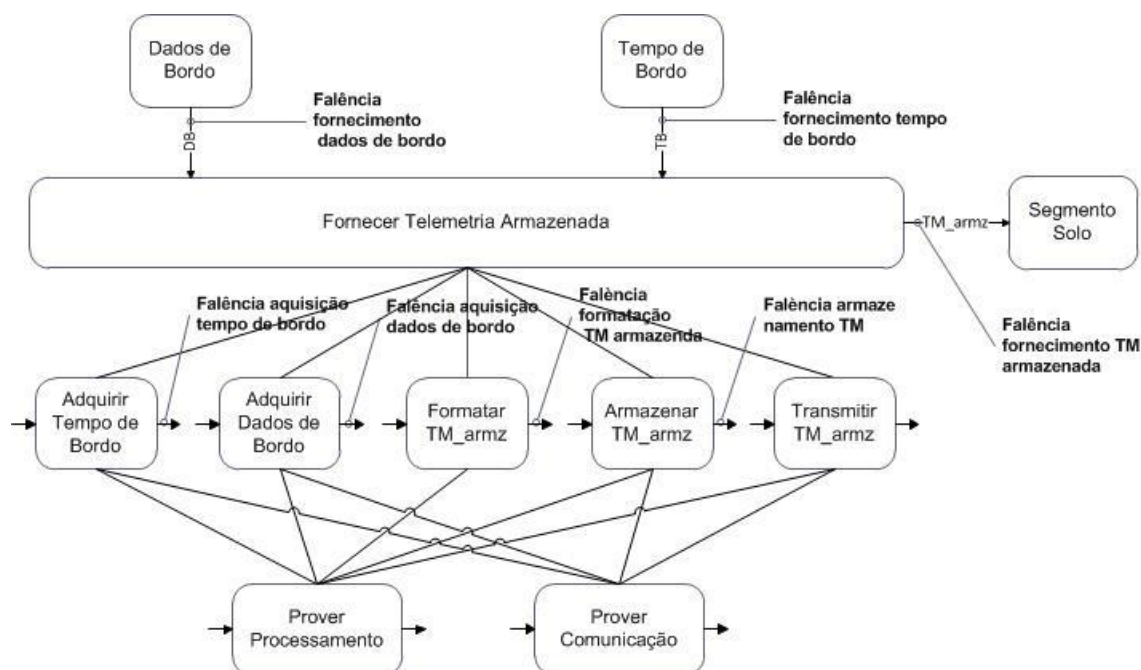 Dados de
Bordo
Tempo de
Bordo
Falência
fornecimento
dados de bordo
Falência
fornecimento tempo
de bordo
DB
TB
Fornecer Telemetria Armazenada
TM_armz
Segmento
Solo
Falência aquisição
tempo de bordo
Falência aquisição
dados de bordo
Falència
formatação
TM armazenda
Falència armaze
namento TM
Falência
fornecimento TM
armazenada
Adquirir
Tempo de
Bordo
Adquirir
Dados de
Bordo
Formatar
TM_armz
Armazenar
TM_armz
Transmitir
TM_armz
Prover
Processamento
Prover
Comunicação